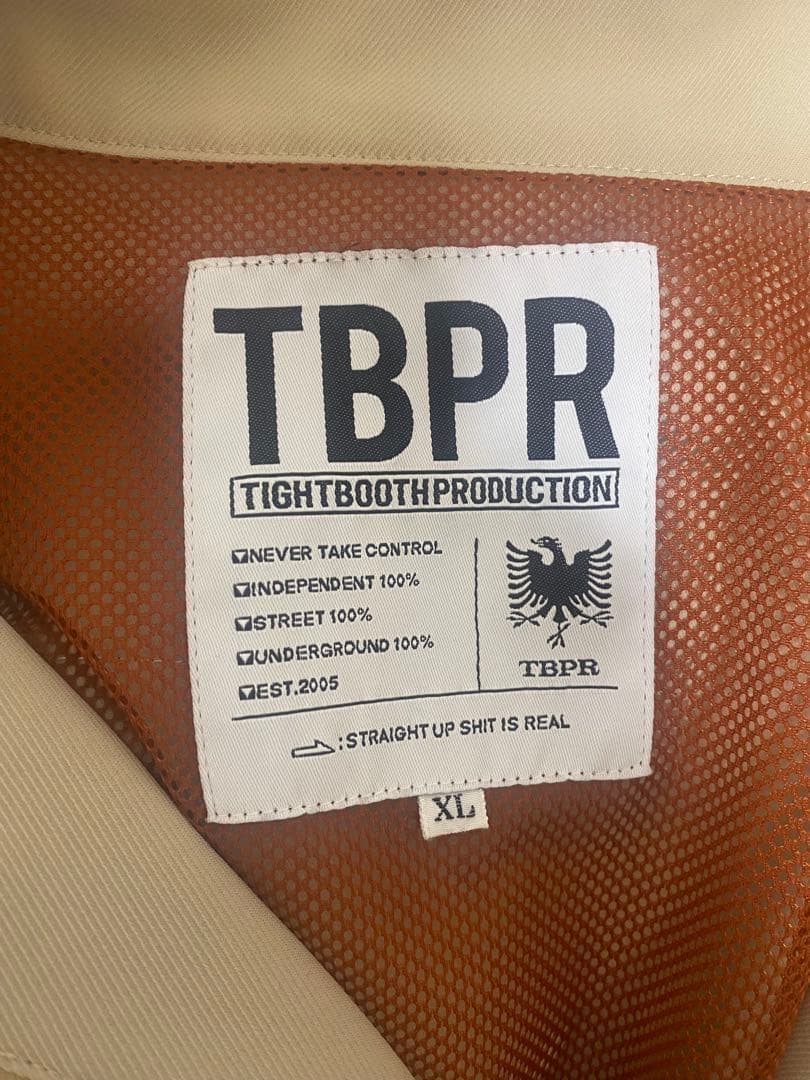 TBPR
TIGHTBOOTHPRODUCTION
NEVER TAKE CONTROL
INDEPENDENT 100%
STREET 100%
UNDERGROUND 100%
EST.2005
TBPR
:STRAIGHT UP SHIT IS REAL
XL